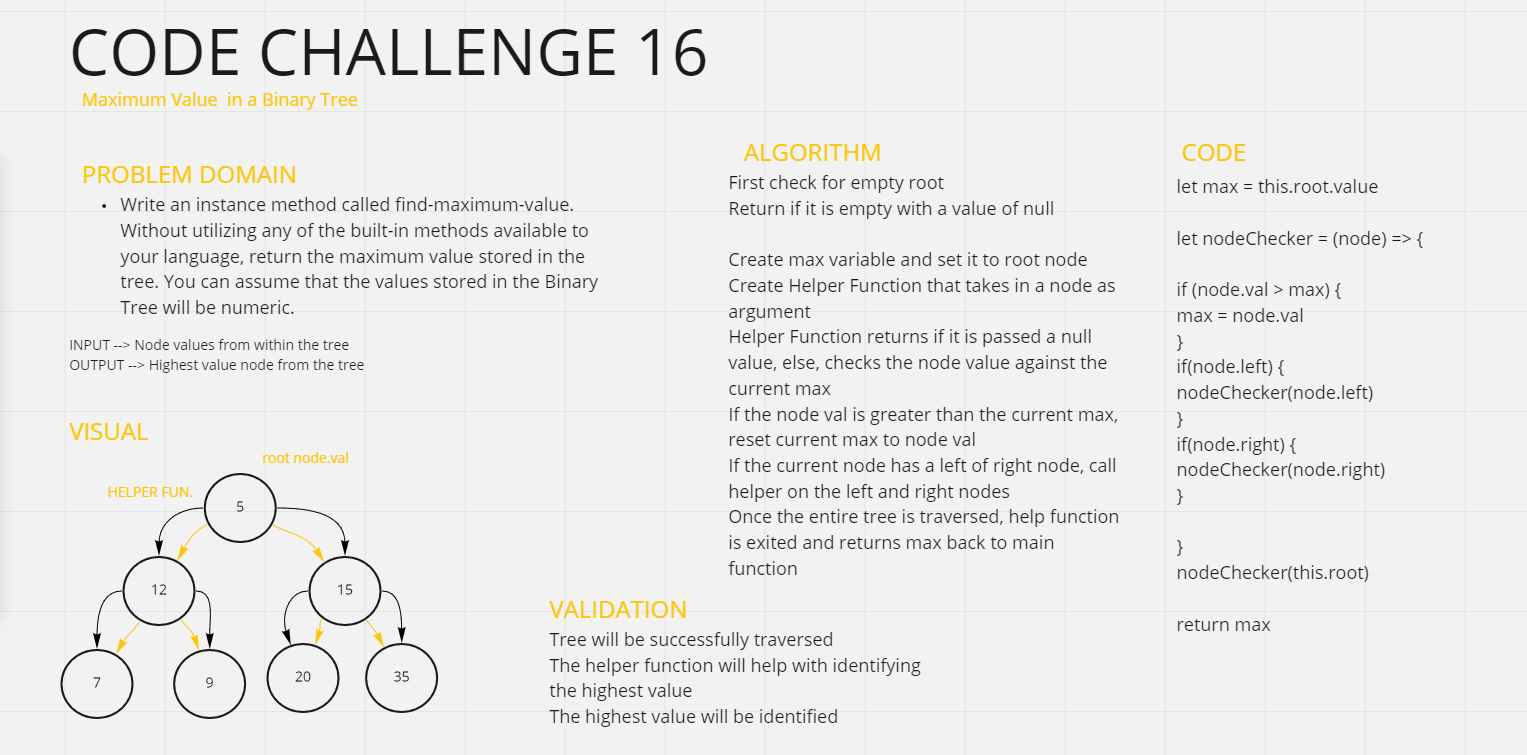 CODE CHALLENGE 16
Maximum Value in a Binary Tree
PROBLEM DOMAIN
• Write an instance method called find-maximum-value.
Without utilizing any of the built-in methods available to
your language, return the maximum value stored in the
tree. You can assume that the values stored in the Binary
Tree will be numeric.
INPUT --> Node values from within the tree
OUTPUT --> Highest value node from the tree
VISUAL
root node.val
HELPER FUN.
5
12
15
7
9
20
35
ALGORITHM
First check for empty root
Return if it is empty with a value of null
Create max variable and set it to root node
Create Helper Function that takes in a node as
argument
Helper Function returns if it is passed a null
value, else, checks the node value against the
current max
If the node val is greater than the current max,
reset current max to node val
If the current node has a left of right node, call
helper on the left and right nodes
Once the entire tree is traversed, help function
is exited and returns max back to main
function
VALIDATION
Tree will be successfully traversed
The helper function will help with identifying
the highest value
The highest value will be identified
CODE
let max = this.root.value
let nodeChecker = (node) => {
if (node.val > max) {
max = node.val
}
if(node.left) {
nodeChecker(node.left)
}
if(node.right) {
nodeChecker(node.right)
}
}
nodeChecker(this.root)
return max